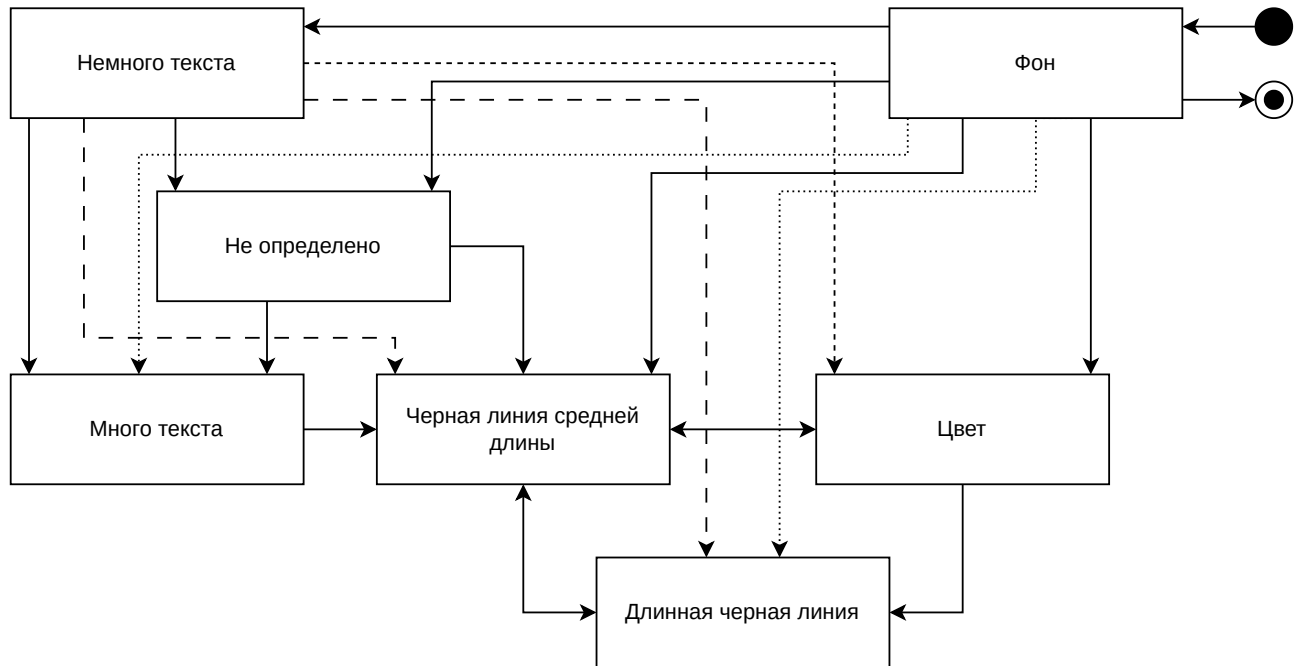 Немного текста
Фон
Не определено
Много текста
Черная линия средней
длины
Цвет
Длинная черная линия